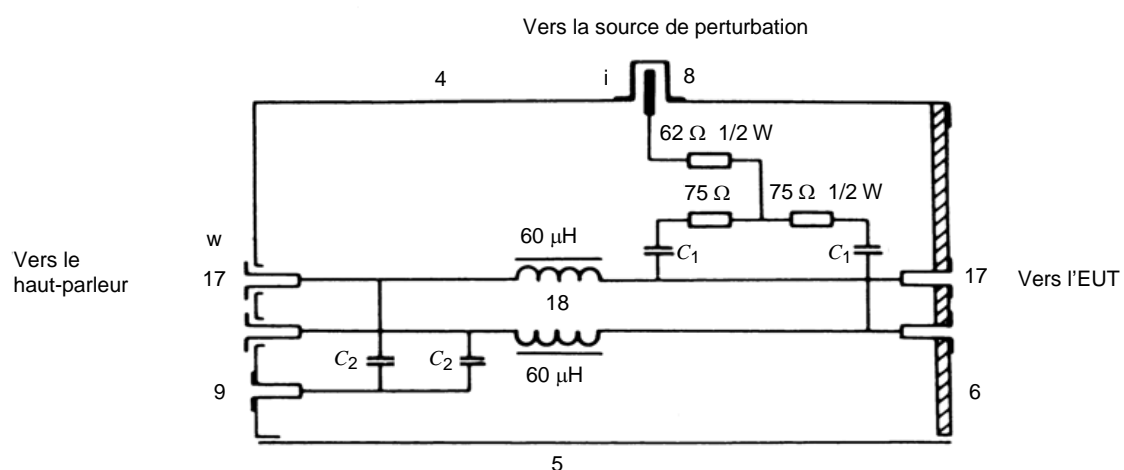 Vers la source de perturbation
4
i
8
62 Ω 1/2 W
75 Ω
75 Ω 1/2 W
w
60 μH
C1
C1
Vers le
haut-parleur
17
17
Vers l'EUT
18
C2
C2
60 μH
9
6
5